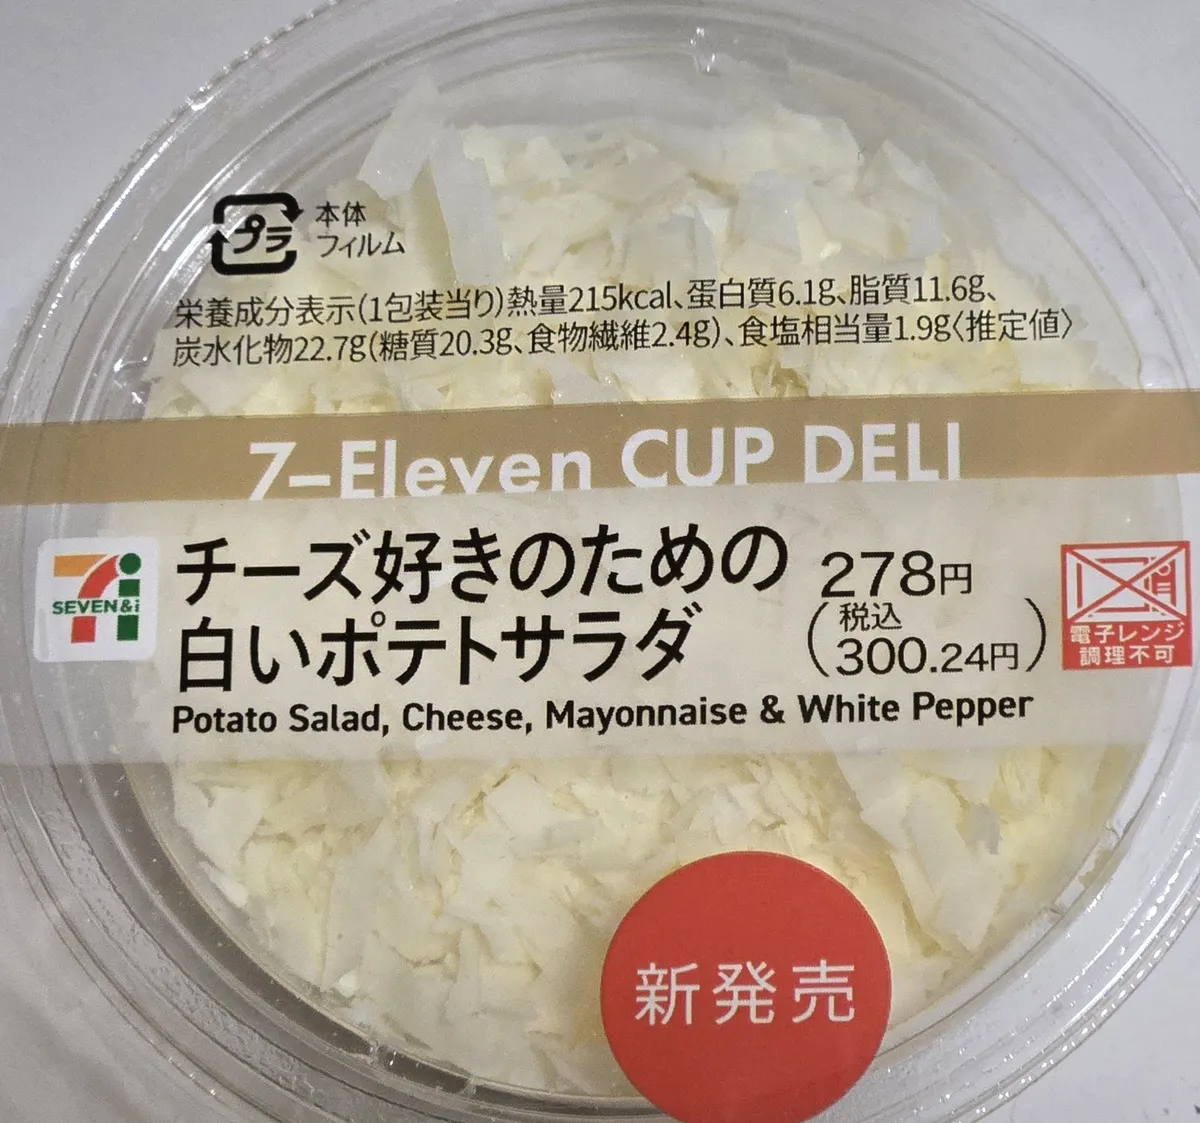 プラ
本体
フィルム
栄養成分表示(1包装当り)熱量215kcal、蛋白質6.1g、脂質11.6g、
炭水化物22.7g(糖質20.3g、食物繊維2.4g)、食塩相当量1.9g〈推定値〉
7-Eleven CUP DELI
SEVEN&i
チーズ好きのための
白いポテトサラダ
278円
(税込
300.24円)
電子レンジ
調理不可
Potato Salad, Cheese, Mayonnaise & White Pepper
新発売